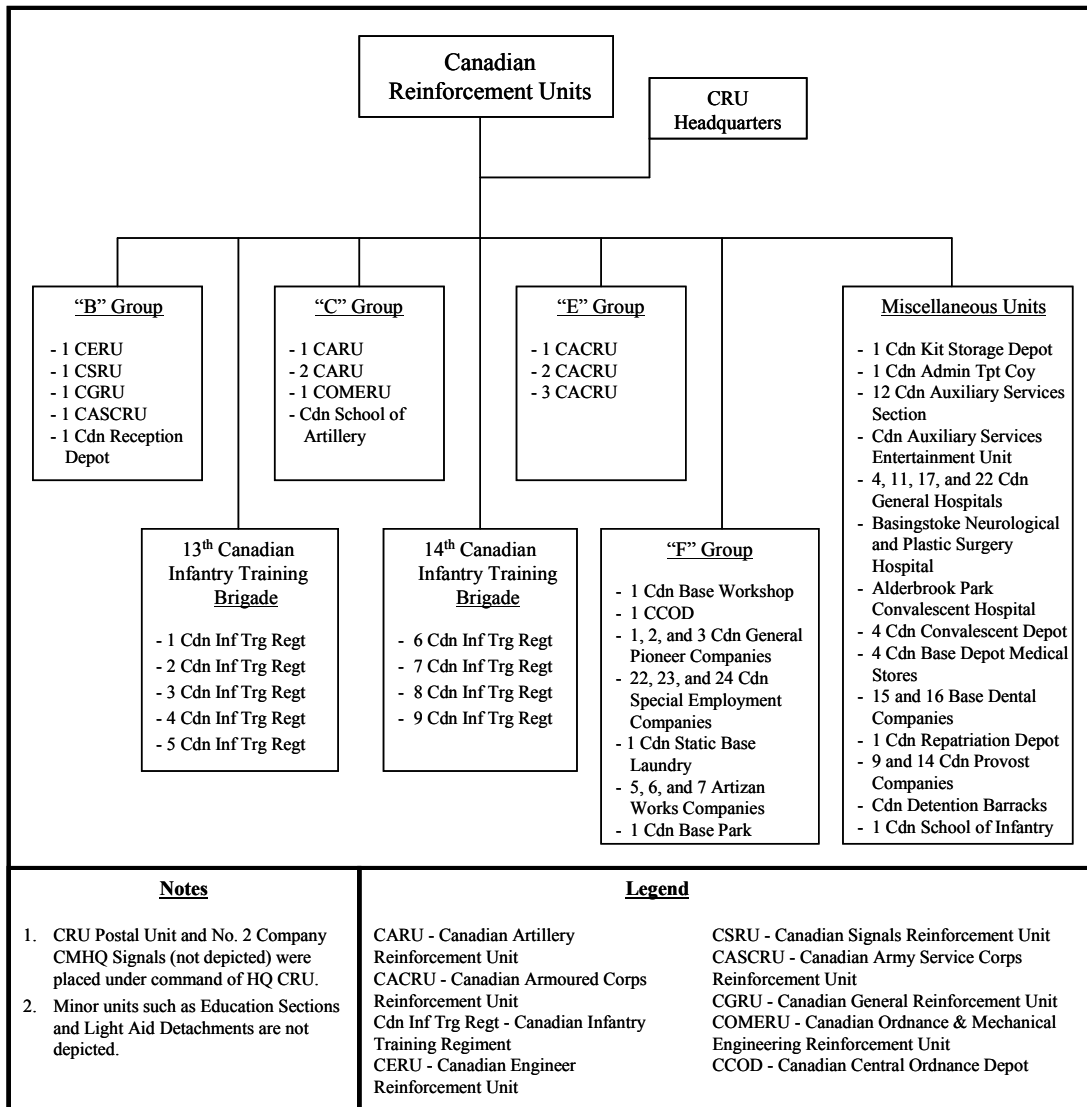 Canadian
Reinforcement Units
CRU
Headquarters
“B” Group
- 1 CERU
- 1 CSRU
- 1 CGRU
- 1 CASCRU
- 1 Cdn Reception
Depot
“C” Group
- 1 CARU
- 2 CARU
- 1 COMERU
- Cdn School of
Artillery
“E” Group
- 1 CACRU
- 2 CACRU
- 3 CACRU
Miscellaneous Units
- 1 Cdn Kit Storage Depot
- 1 Cdn Admin Tpt Coy
- 12 Cdn Auxiliary Services
Section
- Cdn Auxiliary Services
Entertainment Unit
- 4, 11, 17, and 22 Cdn
General Hospitals
- Basingstoke Neurological
and Plastic Surgery
Hospital
- Alderbrook Park
Convalescent Hospital
- 4 Cdn Convalescent Depot
- 4 Cdn Base Depot Medical
Stores
- 15 and 16 Base Dental
Companies
- 1 Cdn Repatriation Depot
- 9 and 14 Cdn Provost
Companies
- Cdn Detention Barracks
- 1 Cdn School of Infantry
13th Canadian
Infantry Training
Brigade
- 1 Cdn Inf Trg Regt
- 2 Cdn Inf Trg Regt
- 3 Cdn Inf Trg Regt
- 4 Cdn Inf Trg Regt
- 5 Cdn Inf Trg Regt
14th Canadian
Infantry Training
Brigade
- 6 Cdn Inf Trg Regt
- 7 Cdn Inf Trg Regt
- 8 Cdn Inf Trg Regt
- 9 Cdn Inf Trg Regt
“F” Group
- 1 Cdn Base Workshop
- 1 CCOD
- 1, 2, and 3 Cdn General
Pioneer Companies
- 22, 23, and 24 Cdn
Special Employment
Companies
- 1 Cdn Static Base
Laundry
- 5, 6, and 7 Artizan
Works Companies
- 1 Cdn Base Park
Notes
1. CRU Postal Unit and No. 2 Company
CMHQ Signals (not depicted) were
placed under command of HQ CRU.
2. Minor units such as Education Sections
and Light Aid Detachments are not
depicted.
Legend
CARU - Canadian Artillery
Reinforcement Unit
CACRU - Canadian Armoured Corps
Reinforcement Unit
Cdn Inf Trg Regt - Canadian Infantry
Training Regiment
CERU - Canadian Engineer
Reinforcement Unit
CSRU - Canadian Signals Reinforcement Unit
CASCRU - Canadian Army Service Corps
Reinforcement Unit
CGRU - Canadian General Reinforcement Unit
COMERU - Canadian Ordnance & Mechanical
Engineering Reinforcement Unit
CCOD - Canadian Central Ordnance Depot